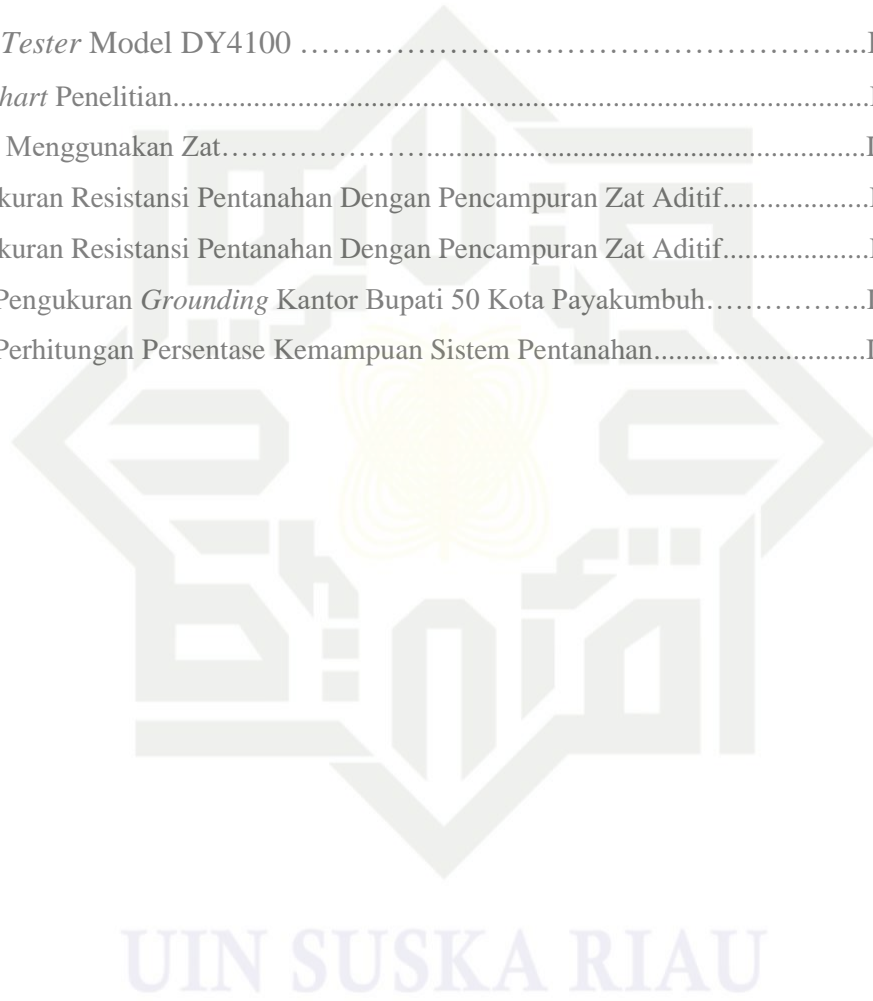 Tester Model DY4100 …………………………………………………...I
hart Penelitian.............................................................................................I
Menggunakan Zat…………………...........................................................I
kuran Resistansi Pentanahan Dengan Pencampuran Zat Aditif...................I
kuran Resistansi Pentanahan Dengan Pencampuran Zat Aditif...................I
Pengukuran Grounding Kantor Bupati 50 Kota Payakumbuh……………..I
Perhitungan Persentase Kemampuan Sistem Pentanahan............................I
UIN SUSKA RIAU